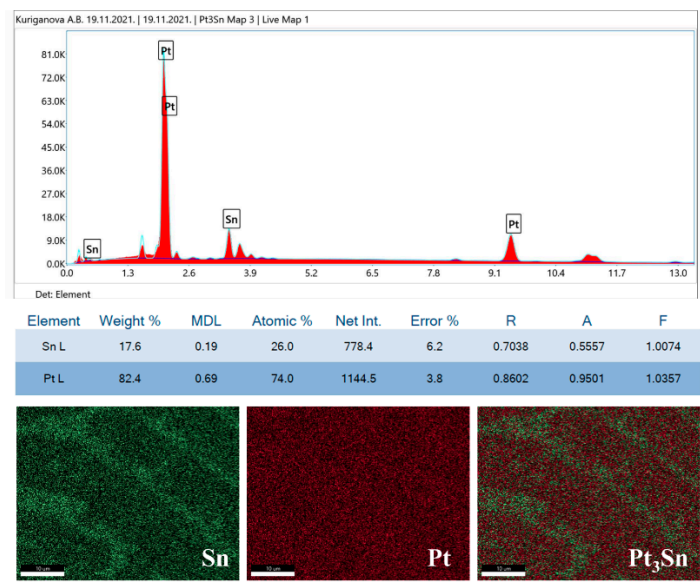 Kuriganova A.B. 19.11.2021. | 19.11.2021. | Pt3Sn Map 3 | Live Map 1
81.0K
72.0K
63.0K
54.0K
45.0K
36.0K
27.0K
18.0K
9.0K
0.0K
Pt
Pt
Sn
Sn
Pt
0.0 1.3 2.6 3.9 5.2 6.5 7.8 9.1 10.4 11.7 13.0
Det: Element
Element Weight % MDL Atomic % Net Int. Error % R A F
Sn L 17.6 0.19 26.0 778.4 6.2 0.7038 0.5557 1.0074
Pt L 82.4 0.69 74.0 1144.5 3.8 0.8602 0.9501 1.0357
10 µm Sn
10 µm Pt
10 µm Pt₃Sn